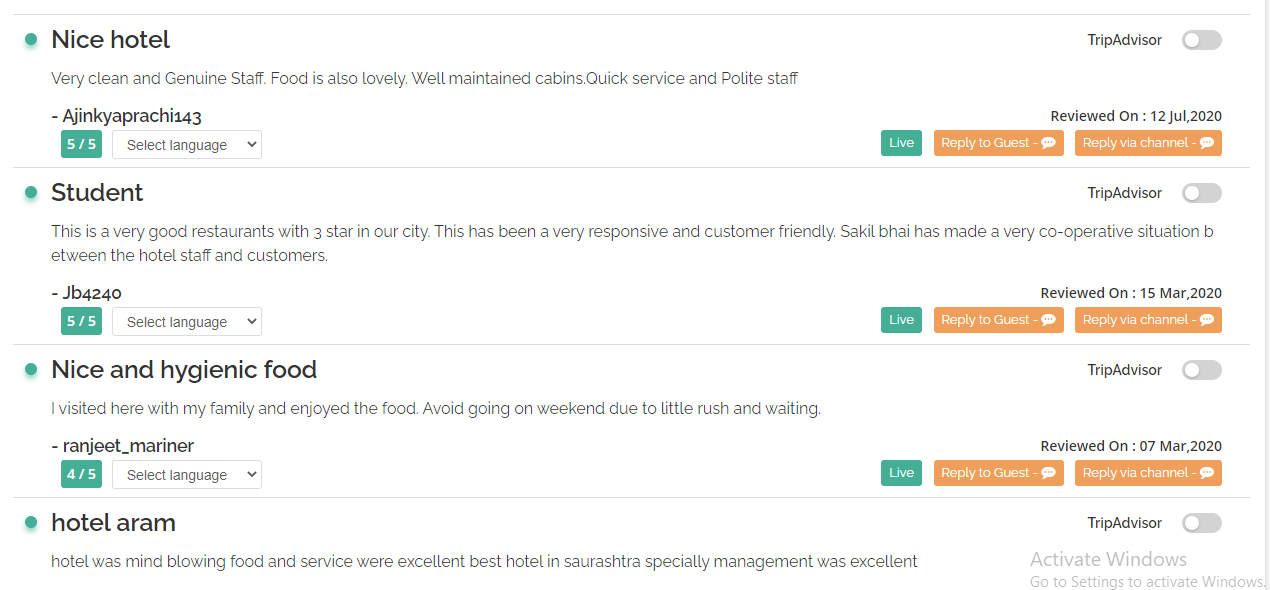 Nice hotel
TripAdvisor
Very clean and Genuine Staff. Food is also lovely. Well maintained cabins.Quick service and Polite staff
- Ajinkyaprachi143
Reviewed On : 12 Jul,2020
5 / 5
Select language
Live
Reply to Guest -
Reply via channel -
Student
TripAdvisor
This is a very good restaurants with 3 star in our city. This has been a very responsive and customer friendly. Sakil bhai has made a very co-operative situation b
etween the hotel staff and customers.
- Jb4240
Reviewed On : 15 Mar,2020
5 / 5
Select language
Live
Reply to Guest -
Reply via channel -
Nice and hygienic food
TripAdvisor
I visited here with my family and enjoyed the food. Avoid going on weekend due to little rush and waiting.
- ranjeet_mariner
Reviewed On : 07 Mar,2020
4 / 5
Select language
Live
Reply to Guest -
Reply via channel -
hotel aram
TripAdvisor
hotel was mind blowing food and service were excellent best hotel in saurashtra specially management was excellent
Activate Windows
Go to Settings to activate Windows.